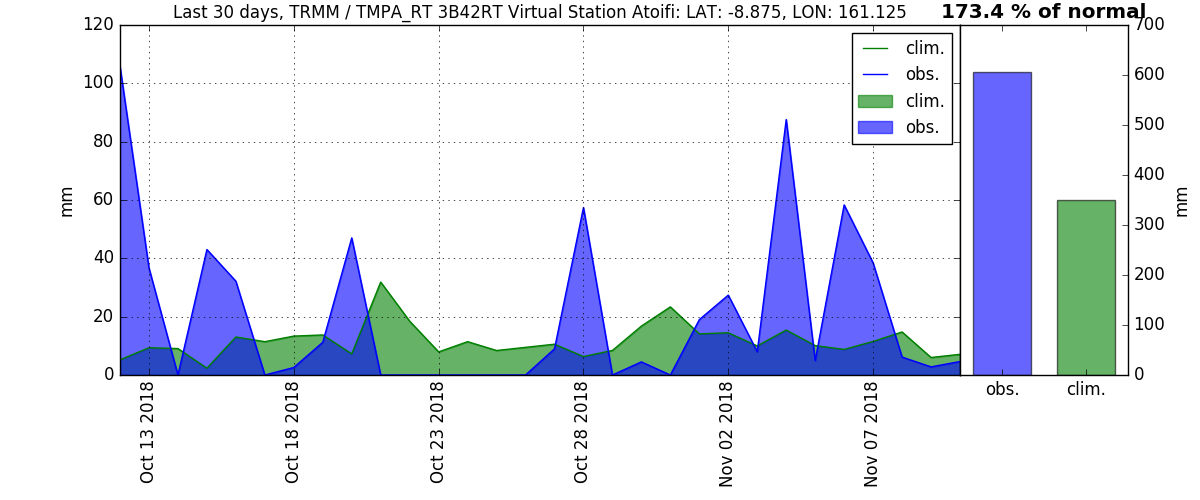 Last 30 days, TRMM / TMPA_RT 3B42RT Virtual Station Atoifi: LAT: -8.875, LON: 161.125
173.4 % of normal
120
100
80
60
40
20
0
mm
clim.
obs.
clim.
obs.
Oct 13 2018
Oct 18 2018
Oct 23 2018
Oct 28 2018
Nov 02 2018
Nov 07 2018
700
600
500
400
300
200
100
0
mm
obs.
clim.